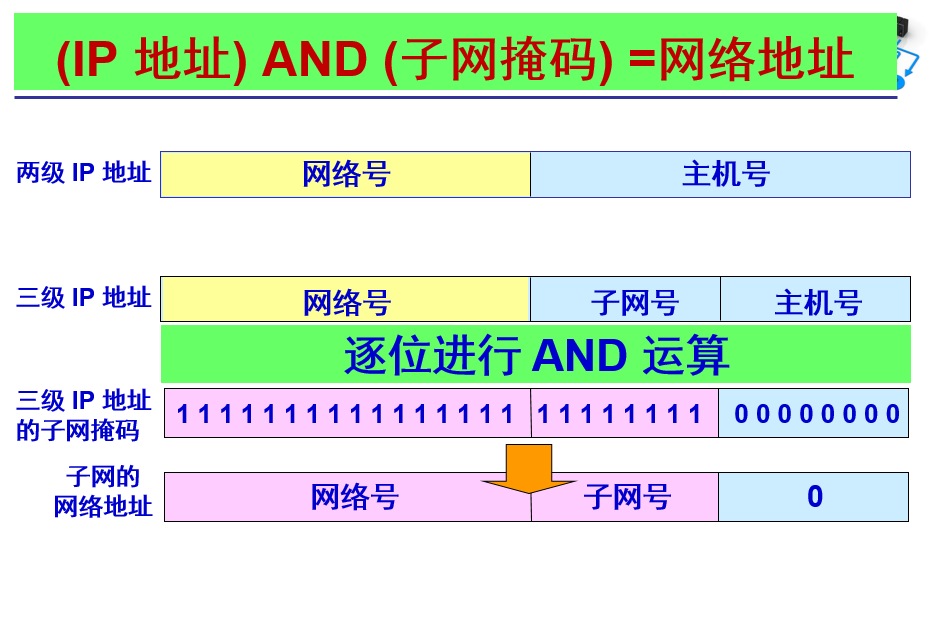 (IP 地址) AND (子网掩码) =网络地址
两级 IP 地址
网络号 主机号
三级 IP 地址
网络号 子网号 主机号
逐位进行 AND 运算
三级 IP 地址
的子网掩码
1 1 1 1 1 1 1 1 1 1 1 1 1 1 1 1 1 1 1 1 1 1 1 1 0 0 0 0 0 0 0 0
子网的
网络地址
网络号 子网号 0